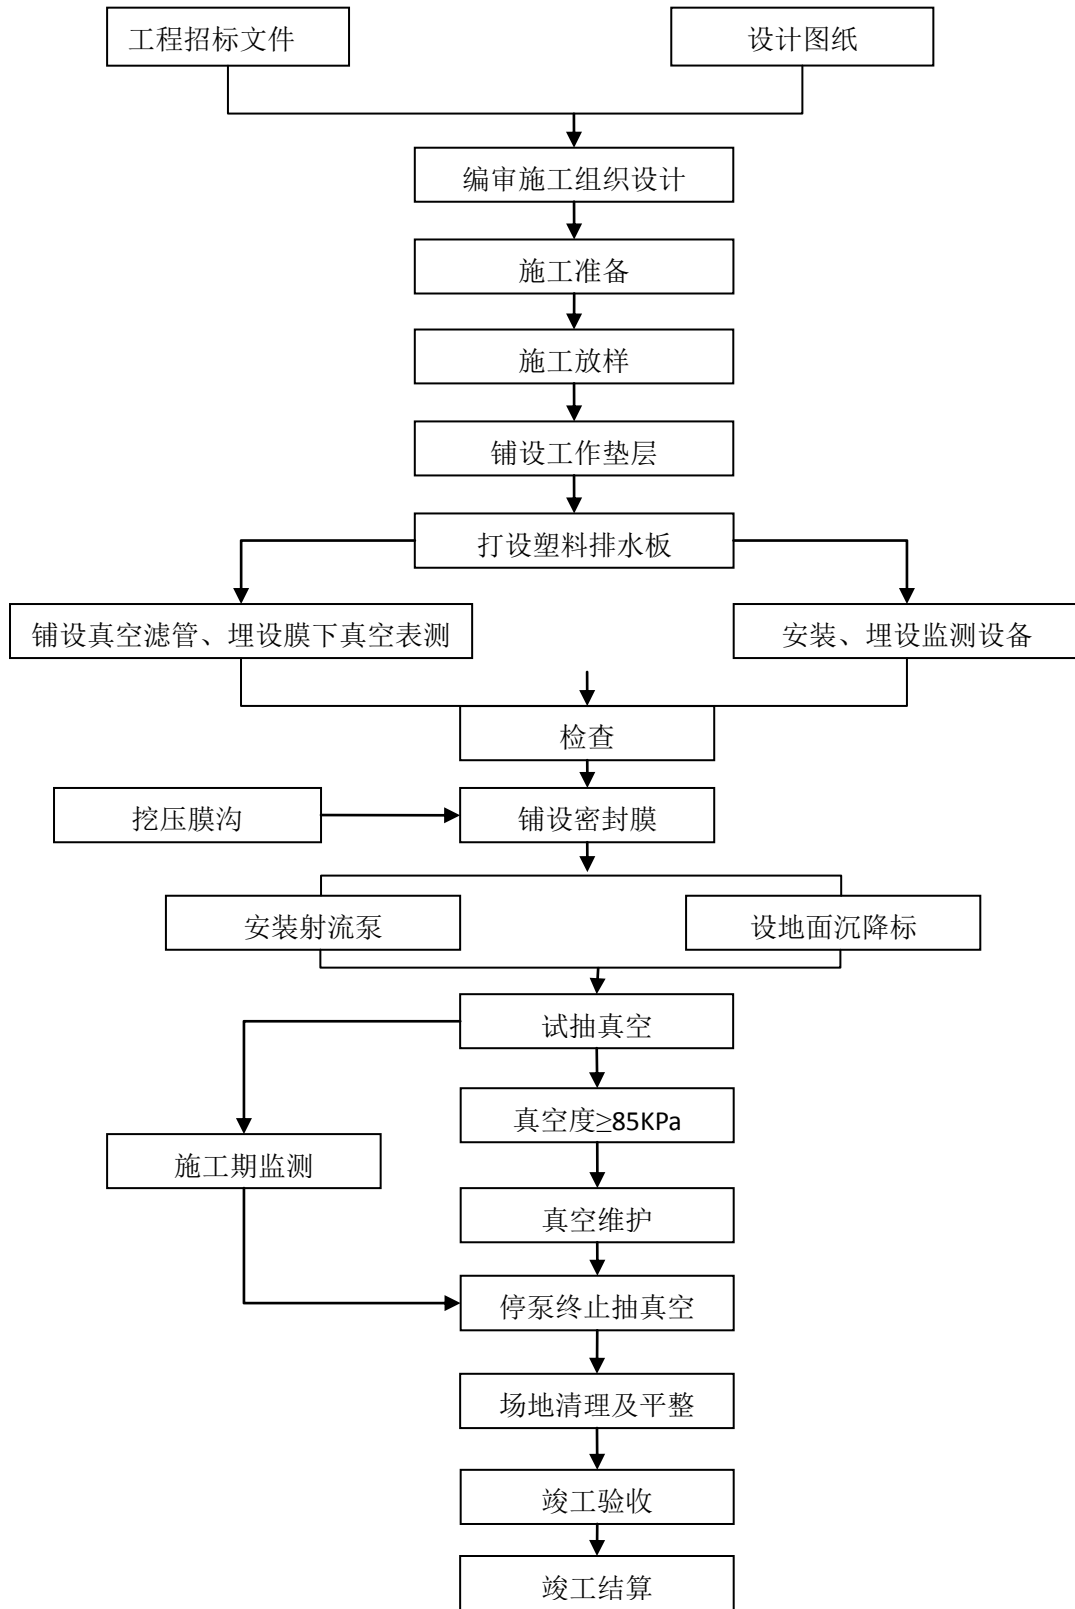 工程招标文件
设计图纸
编审施工组织设计
施工准备
施工放样
铺设工作垫层
打设塑料排水板
铺设真空滤管、埋设膜下真空表测
安装、埋设监测设备
检查
挖压膜沟
铺设密封膜
安装射流泵
设地面沉降标
试抽真空
真空度≥85KPa
施工期监测
真空维护
停泵终止抽真空
场地清理及平整
竣工验收
竣工结算